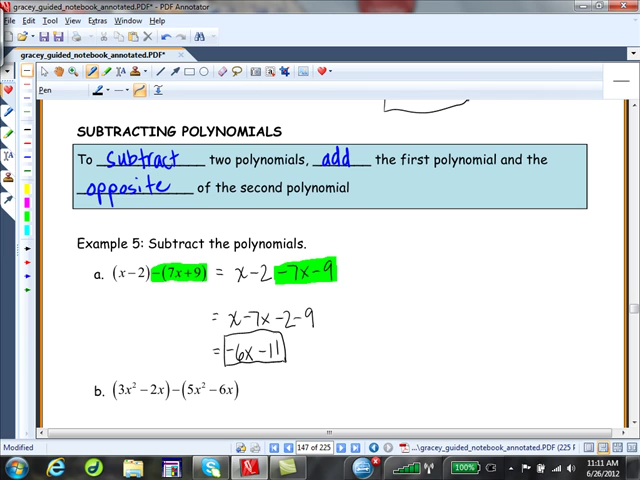 gracey_guided_notebook_annotated.PDF* - PDF Annotator
File Edit Tool View Extras Help
gracey_guided_notebook_annotated.PDF*
Pen
SUBTRACTING POLYNOMIALS
To subtract two polynomials, add the first polynomial and the
opposite of the second polynomial
Example 5: Subtract the polynomials.
a. (x − 2) − (7x + 9) = x − 2 − 7x − 9
= x − 7x − 2 − 9
= −6x − 11
b. (3x² − 2x) − (5x² − 6x)
Modified 147 of 225 gracey_guided_notebook_annotated.PDF (225 P
100% 11:11 AM
6/26/2012